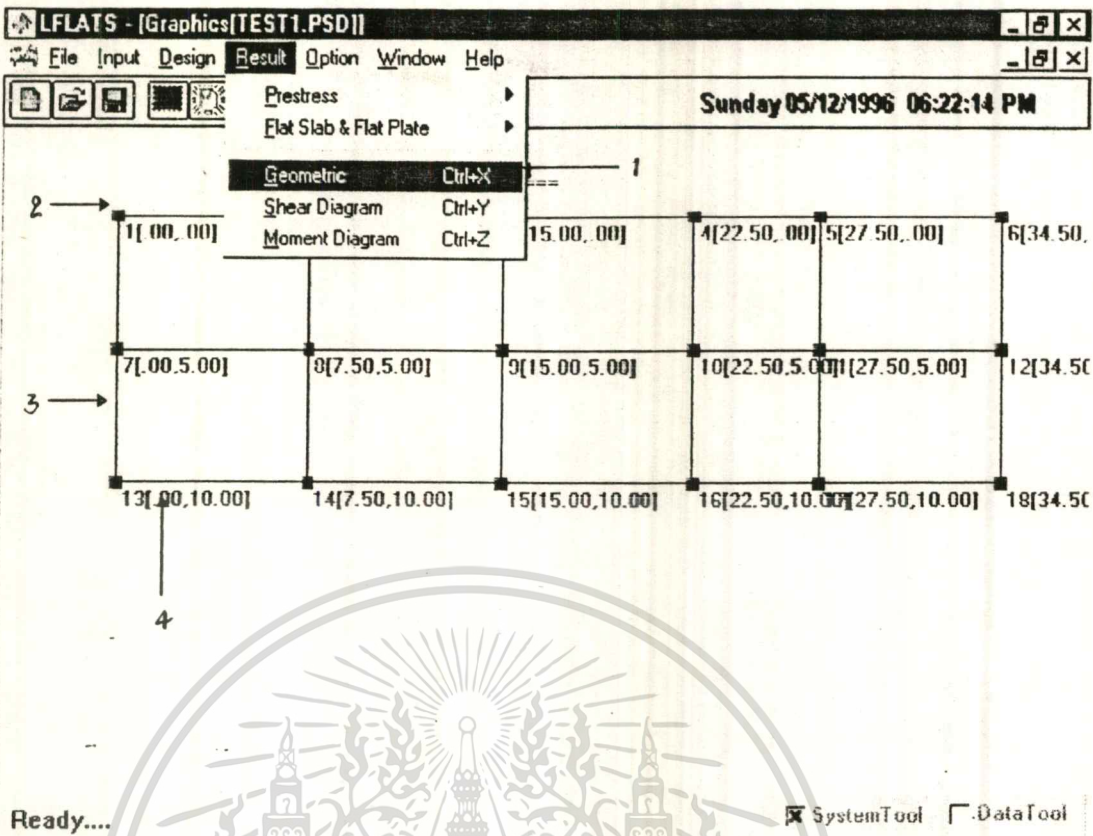 LFLATS - [Graphics[TEST1.PSD]]
File Input Design Result Option Window Help
Sunday 05/12/1996 06:22:14 PM
Prestress
Flat Slab & Flat Plate
Geometric Ctrl+X
Shear Diagram Ctrl+Y
Moment Diagram Ctrl+Z
1
2
1[.00,.00] 15.00,.00] 4[22.50,.00] 5[27.50,.00] 6[34.50,
7[.00,5.00] 8[7.50,5.00] 9[15.00,5.00] 10[22.50,5.00] 11[27.50,5.00] 12[34.50
3
13[.00,10.00] 14[7.50,10.00] 15[15.00,10.00] 16[22.50,10.00] [27.50,10.00] 18[34.50
4
Ready.... SystemTool DataTool